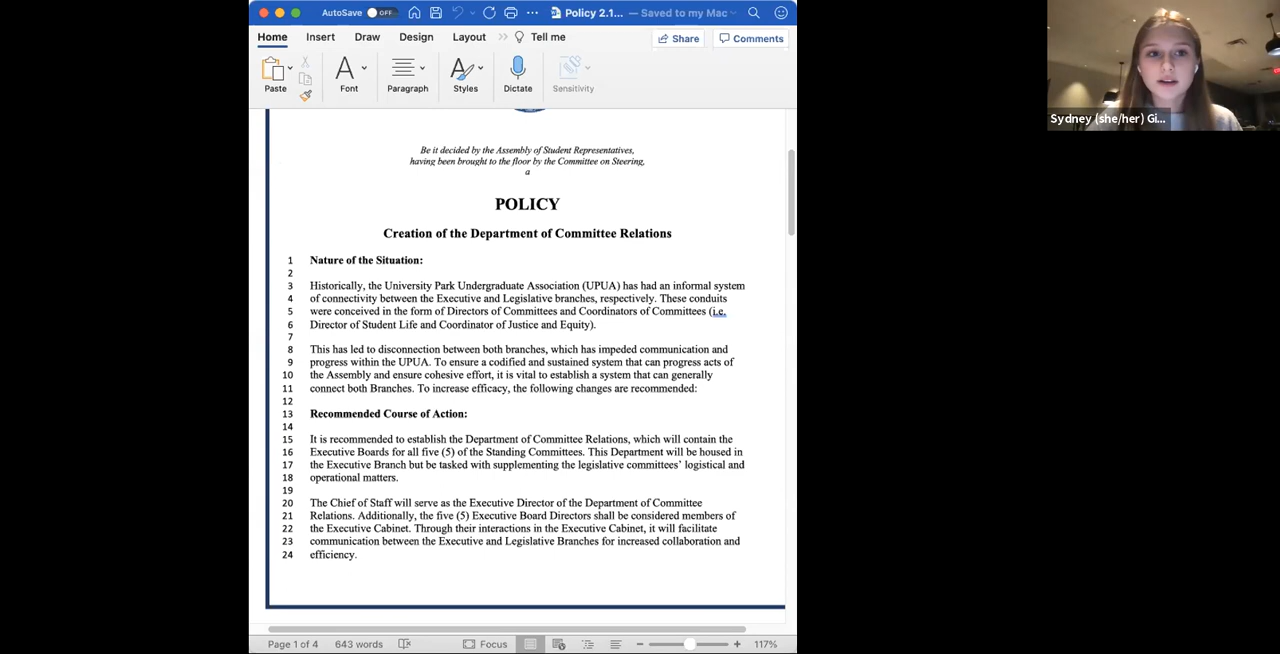 AutoSave OFF Policy 2.1... — Saved to my Mac
Home Insert Draw Design Layout Tell me Share Comments
Paste Font Paragraph Styles Dictate Sensitivity
Be it decided by the Assembly of Student Representatives,
having been brought to the floor by the Committee on Steering,
a
POLICY
Creation of the Department of Committee Relations
1 Nature of the Situation:
2
3 Historically, the University Park Undergraduate Association (UPUA) has had an informal system
4 of connectivity between the Executive and Legislative branches, respectively. These conduits
5 were conceived in the form of Directors of Committees and Coordinators of Committees (i.e.
6 Director of Student Life and Coordinator of Justice and Equity).
7
8 This has led to disconnection between both branches, which has impeded communication and
9 progress within the UPUA. To ensure a codified and sustained system that can progress acts of
10 the Assembly and ensure cohesive effort, it is vital to establish a system that can generally
11 connect both Branches. To increase efficacy, the following changes are recommended:
12
13 Recommended Course of Action:
14
15 It is recommended to establish the Department of Committee Relations, which will contain the
16 Executive Boards for all five (5) of the Standing Committees. This Department will be housed in
17 the Executive Branch but be tasked with supplementing the legislative committees' logistical and
18 operational matters.
19
20 The Chief of Staff will serve as the Executive Director of the Department of Committee
21 Relations. Additionally, the five (5) Executive Board Directors shall be considered members of
22 the Executive Cabinet. Through their interactions in the Executive Cabinet, it will facilitate
23 communication between the Executive and Legislative Branches for increased collaboration and
24 efficiency.
Page 1 of 4 643 words Focus 117%
Sydney (she/her) Gi...